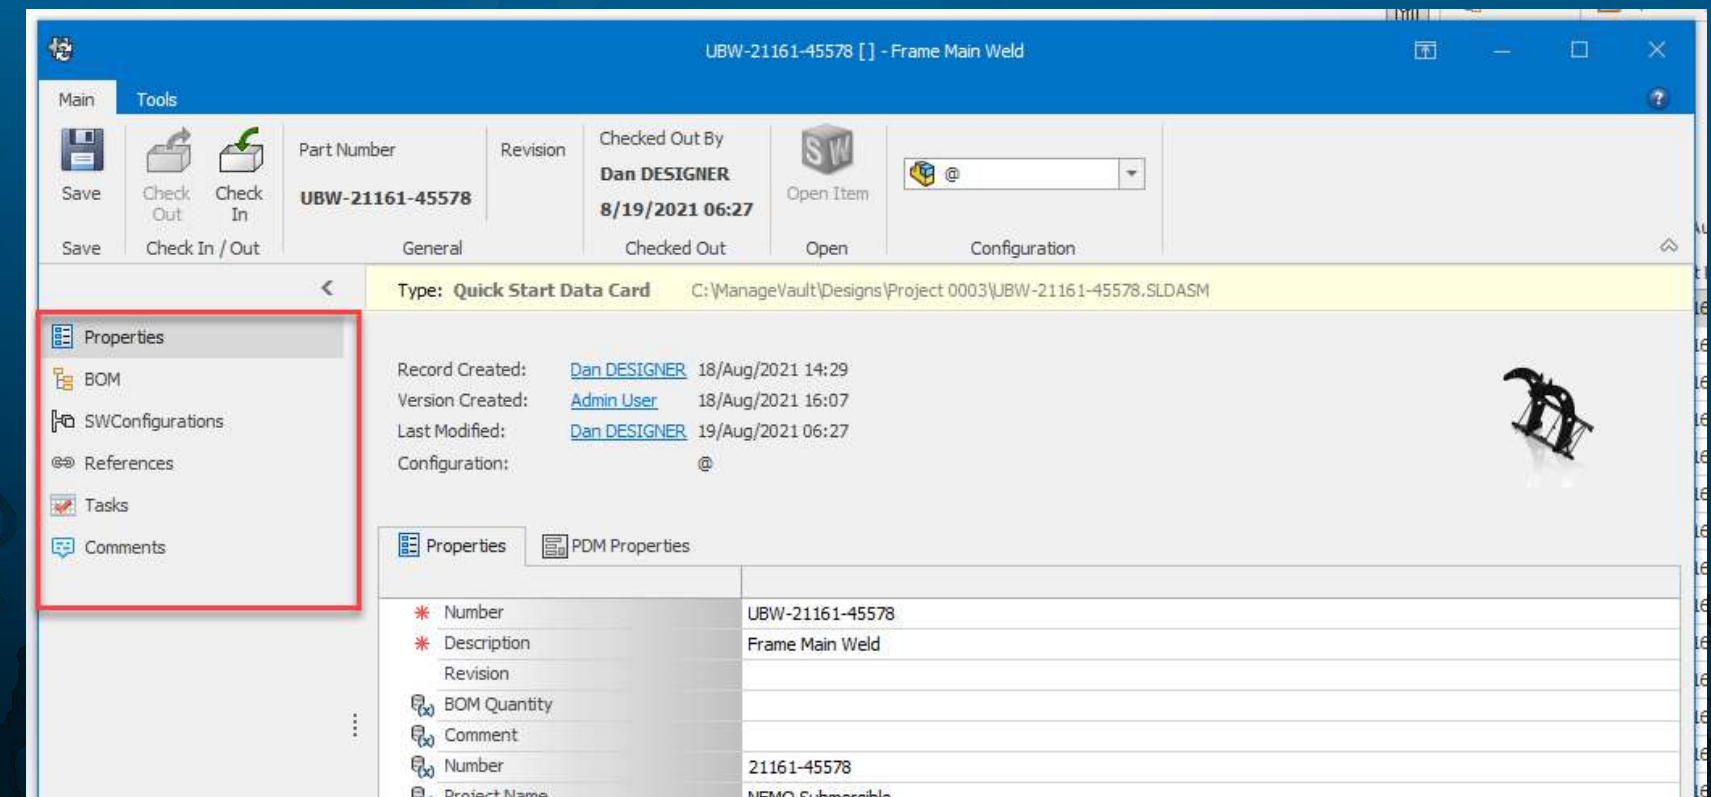 UBW-21161-45578 [ ] - Frame Main Weld
Main Tools
Save
Check Out
Check In
Part Number
UBW-21161-45578
Revision
Checked Out By
Dan DESIGNER
8/19/2021 06:27
SW
Open Item
@
Save Check In / Out General Checked Out Open Configuration
Type: Quick Start Data Card C:\ManageVault\Designs\Project 0003\UBW-21161-45578.SLDASM
Properties
BOM
SWConfigurations
References
Tasks
Comments
Record Created: Dan DESIGNER 18/Aug/2021 14:29
Version Created: Admin User 18/Aug/2021 16:07
Last Modified: Dan DESIGNER 19/Aug/2021 06:27
Configuration: @
Properties PDM Properties
Number UBW-21161-45578
Description Frame Main Weld
Revision
BOM Quantity
Comment
Number 21161-45578
Project Name NEMO Submersible